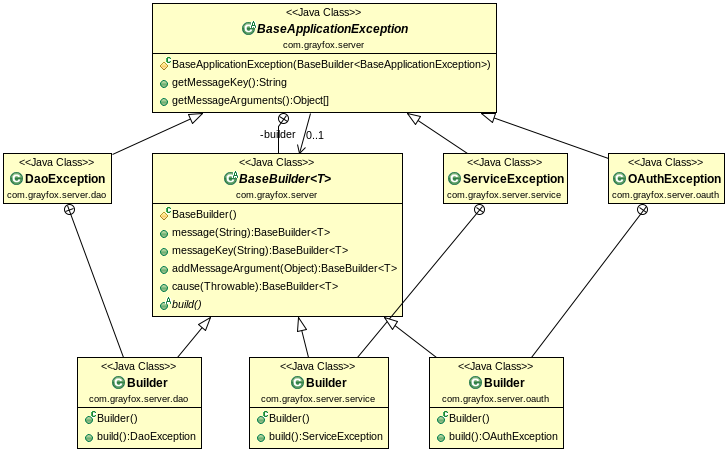 <<Java Class>>
BaseApplicationException
com.grayfox.server
BaseApplicationException(BaseBuilder<BaseApplicationException>)
getMessageKey():String
getMessageArguments():Object[]
-builder
0..1
<<Java Class>>
DaoException
com.grayfox.server.dao
<<Java Class>>
BaseBuilder<T>
com.grayfox.server
BaseBuilder()
message(String):BaseBuilder<T>
messageKey(String):BaseBuilder<T>
addMessageArgument(Object):BaseBuilder<T>
cause(Throwable):BaseBuilder<T>
build()
<<Java Class>>
ServiceException
com.grayfox.server.service
<<Java Class>>
OAuthException
com.grayfox.server.oauth
<<Java Class>>
Builder
com.grayfox.server.dao
Builder()
build():DaoException
<<Java Class>>
Builder
com.grayfox.server.service
Builder()
build():ServiceException
<<Java Class>>
Builder
com.grayfox.server.oauth
Builder()
build():OAuthException